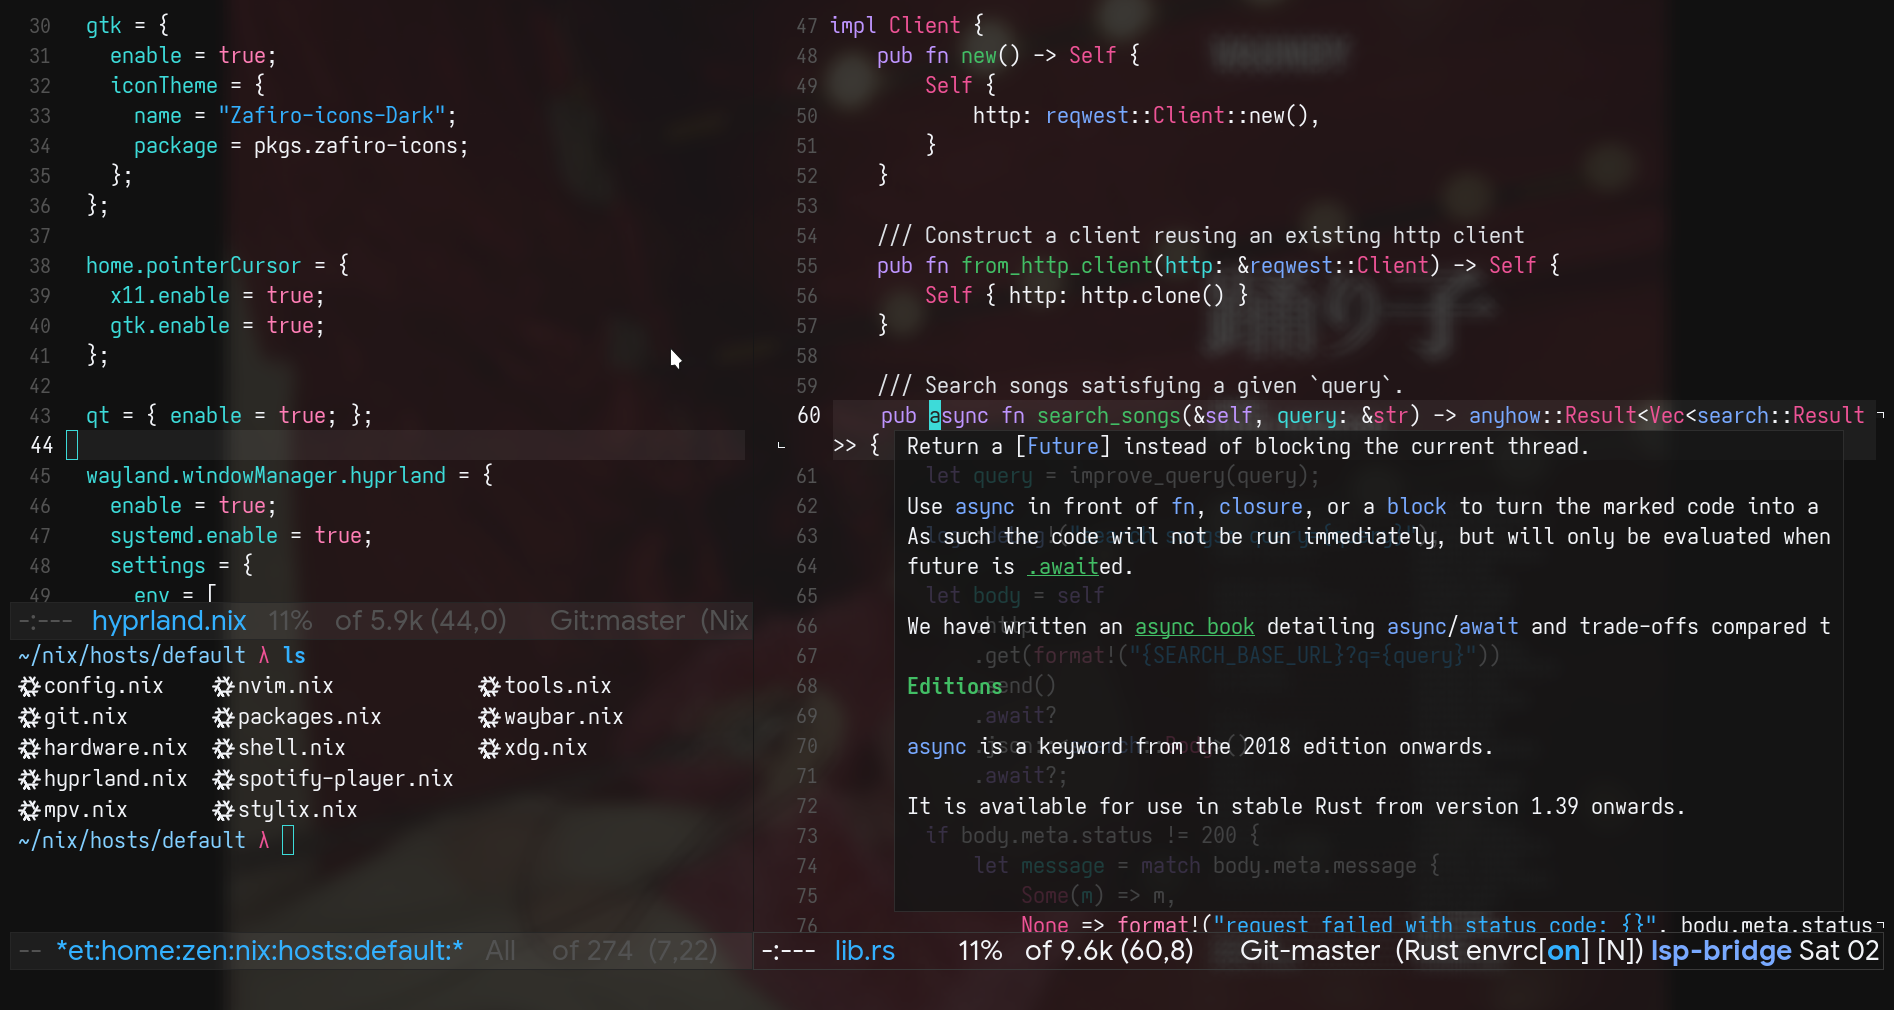 30 gtk = {
31 enable = true;
32 iconTheme = {
33 name = "Zafiro-icons-Dark";
34 package = pkgs.zafiro-icons;
35 };
36 };
37
38 home.pointerCursor = {
39 x11.enable = true;
40 gtk.enable = true;
41 };
42
43 qt = { enable = true; };
44
45 wayland.windowManager.hyprland = {
46 enable = true;
47 systemd.enable = true;
48 settings = {
49 env = [
-:--- hyprland.nix 11% of 5.9k (44,0) Git:master (Nix
~/nix/hosts/default λ ls
config.nix nvim.nix tools.nix
git.nix packages.nix waybar.nix
hardware.nix shell.nix xdg.nix
hyprland.nix spotify-player.nix
mpv.nix stylix.nix
~/nix/hosts/default λ
-- *et:home:zen:nix:hosts:default:* All of 274 (7,22)
47 impl Client {
48 pub fn new() -> Self {
49 Self {
50 http: reqwest::Client::new(),
51 }
52 }
53
54 /// Construct a client reusing an existing http client
55 pub fn from_http_client(http: &reqwest::Client) -> Self {
56 Self { http: http.clone() }
57 }
58
59 /// Search songs satisfying a given `query`.
60 pub async fn search_songs(&self, query: &str) -> anyhow::Result<Vec<search::Result
>> {
Return a [Future] instead of blocking the current thread.
61 let query = improve_query(query);
62 Use async in front of fn, closure, or a block to turn the marked code into a
63 As such the code will not be run immediately, but will only be evaluated when
64 future is .awaited.
65 let body = self
66 We have written an async book detailing async/await and trade-offs compared t
67 .get(format!("{SEARCH_BASE_URL}?q={query}"))
68 Editions .send()
69 .await?
70 async is a keyword from the 2018 edition onwards.
71 .await?;
72 It is available for use in stable Rust from version 1.39 onwards.
73 if body.meta.status != 200 {
74 let message = match body.meta.message {
75 Some(m) => m,
76 None => format!("request failed with status code: {}", body.meta.status
-:--- lib.rs 11% of 9.6k (60,8) Git-master (Rust envrc[on] [N]) lsp-bridge Sat 02
踊り子